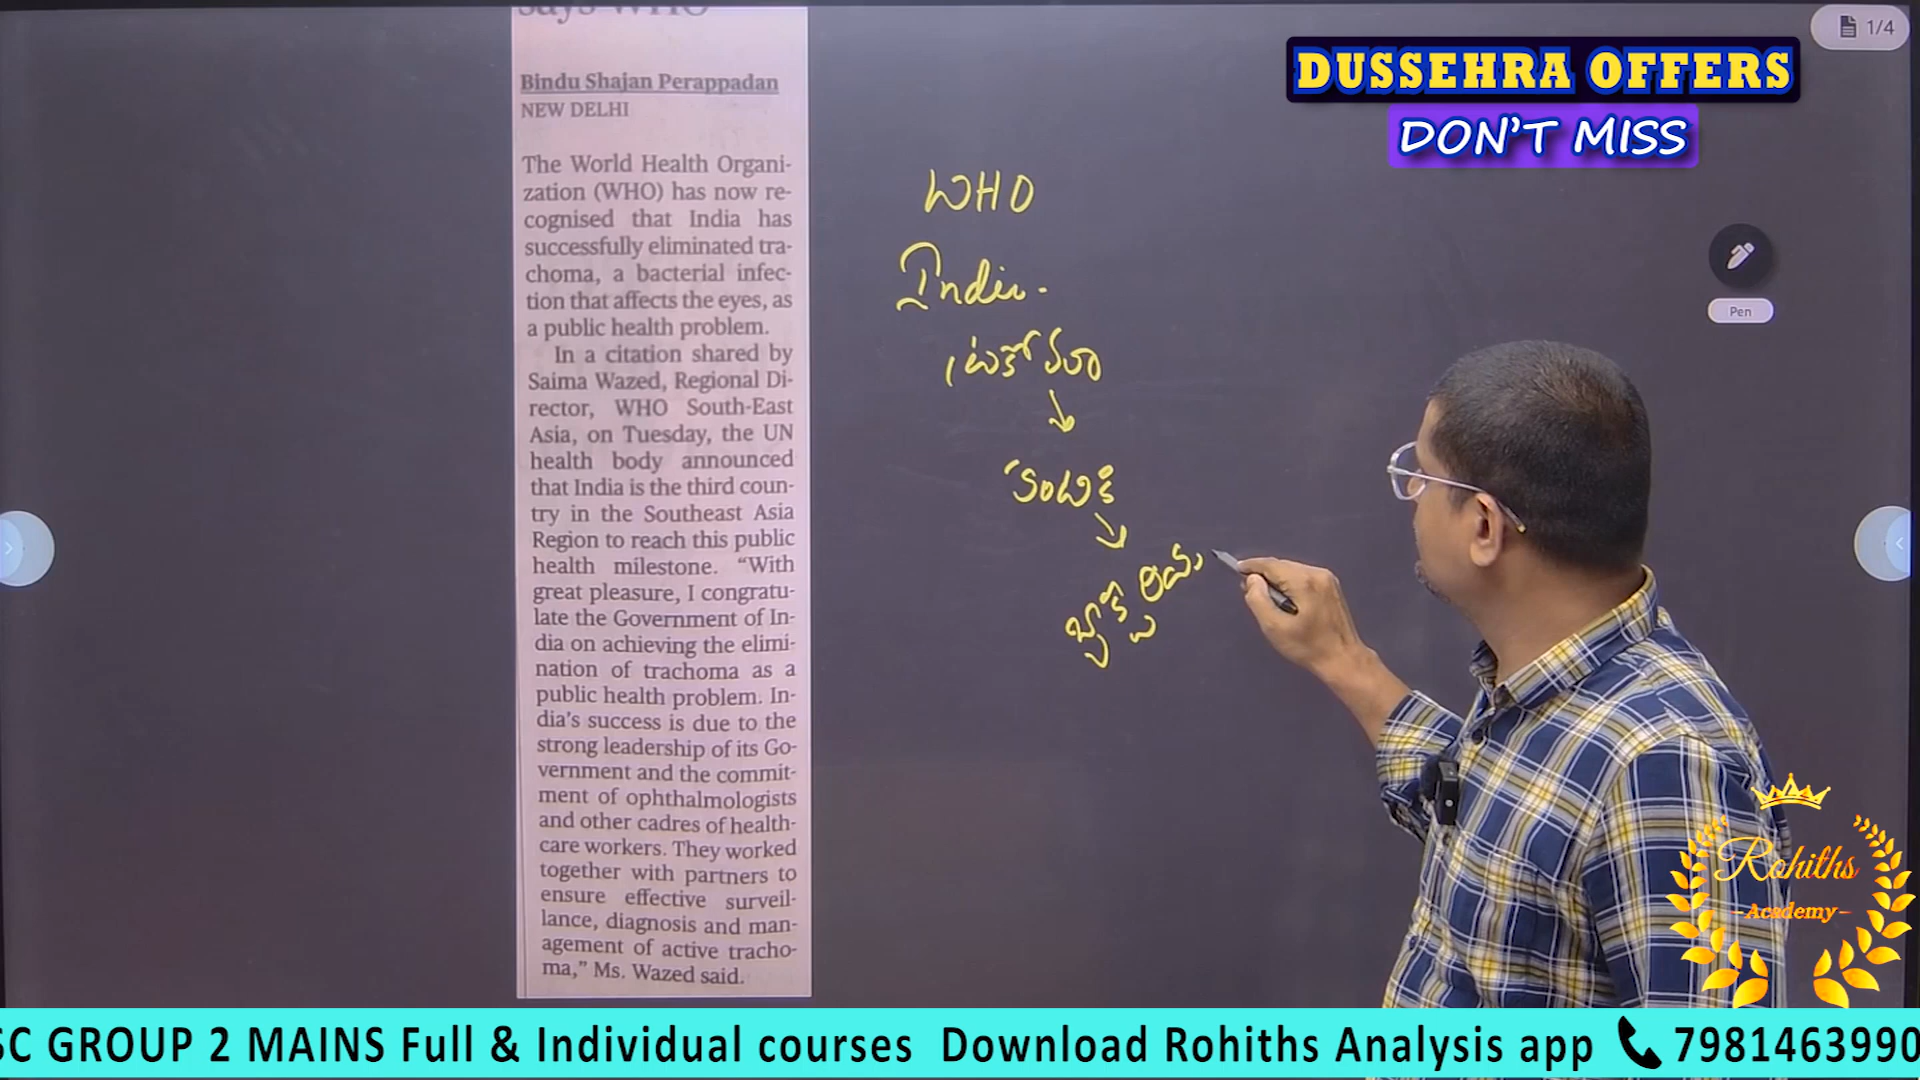 says WHO
Bindu Shajan Perappadan
NEW DELHI
The World Health Organi-
zation (WHO) has now re-
cognised that India has
successfully eliminated tra-
choma, a bacterial infec-
tion that affects the eyes, as
a public health problem.
In a citation shared by
Saima Wazed, Regional Di-
rector, WHO South-East
Asia, on Tuesday, the UN
health body announced
that India is the third coun-
try in the Southeast Asia
Region to reach this public
health milestone. “With
great pleasure, I congratu-
late the Government of In-
dia on achieving the elimi-
nation of trachoma as a
public health problem. In-
dia’s success is due to the
strong leadership of its Go-
vernment and the commit-
ment of ophthalmologists
and other cadres of health-
care workers. They worked
together with partners to
ensure effective surveil-
lance, diagnosis and man-
agement of active tracho-
ma,” Ms. Wazed said.
WHO
India.
కంటికి
బ్యాక్టీరియా
DUSSEHRA OFFERS
DON'T MISS
1/4
Pen
Rohiths
Academy
SC GROUP 2 MAINS Full & Individual courses Download Rohiths Analysis app 7981463990